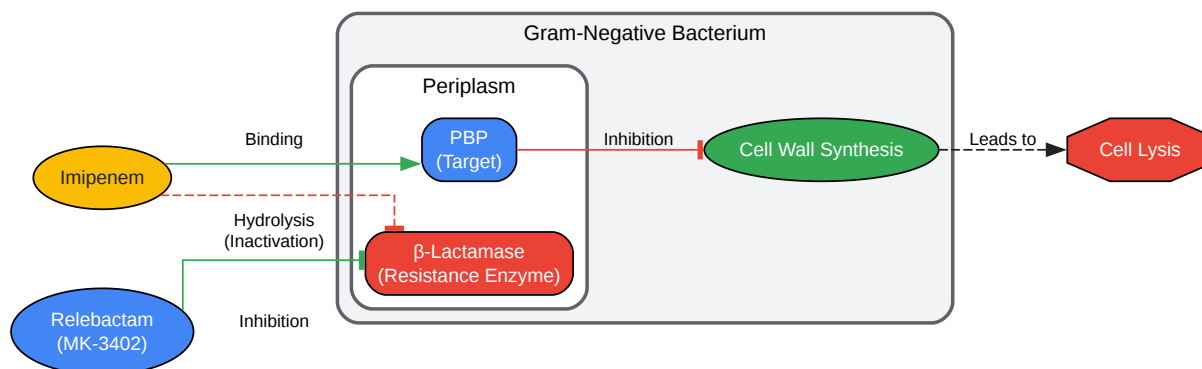 Gram-Negative Bacterium
Periplasm
Binding
PBP
(Target)
Inhibition
Cell Wall Synthesis
Leads to
Cell Lysis
Imipenem
Hydrolysis
(Inactivation)
β-Lactamase
(Resistance Enzyme)
Relebactam
(MK-3402)
Inhibition